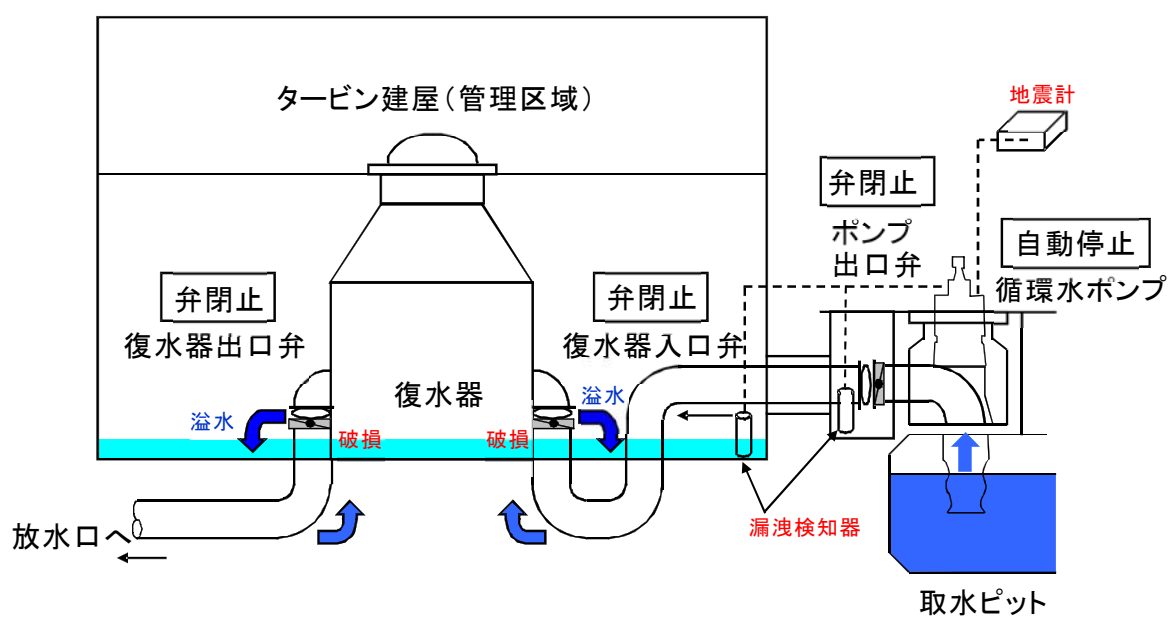 タービン建屋(管理区域)
地震計
弁閉止
ポンプ
出口弁
自動停止
循環水ポンプ
弁閉止
復水器出口弁
弁閉止
復水器入口弁
復水器
溢水
溢水
破損
破損
漏洩検知器
放水口へ
取水ピット